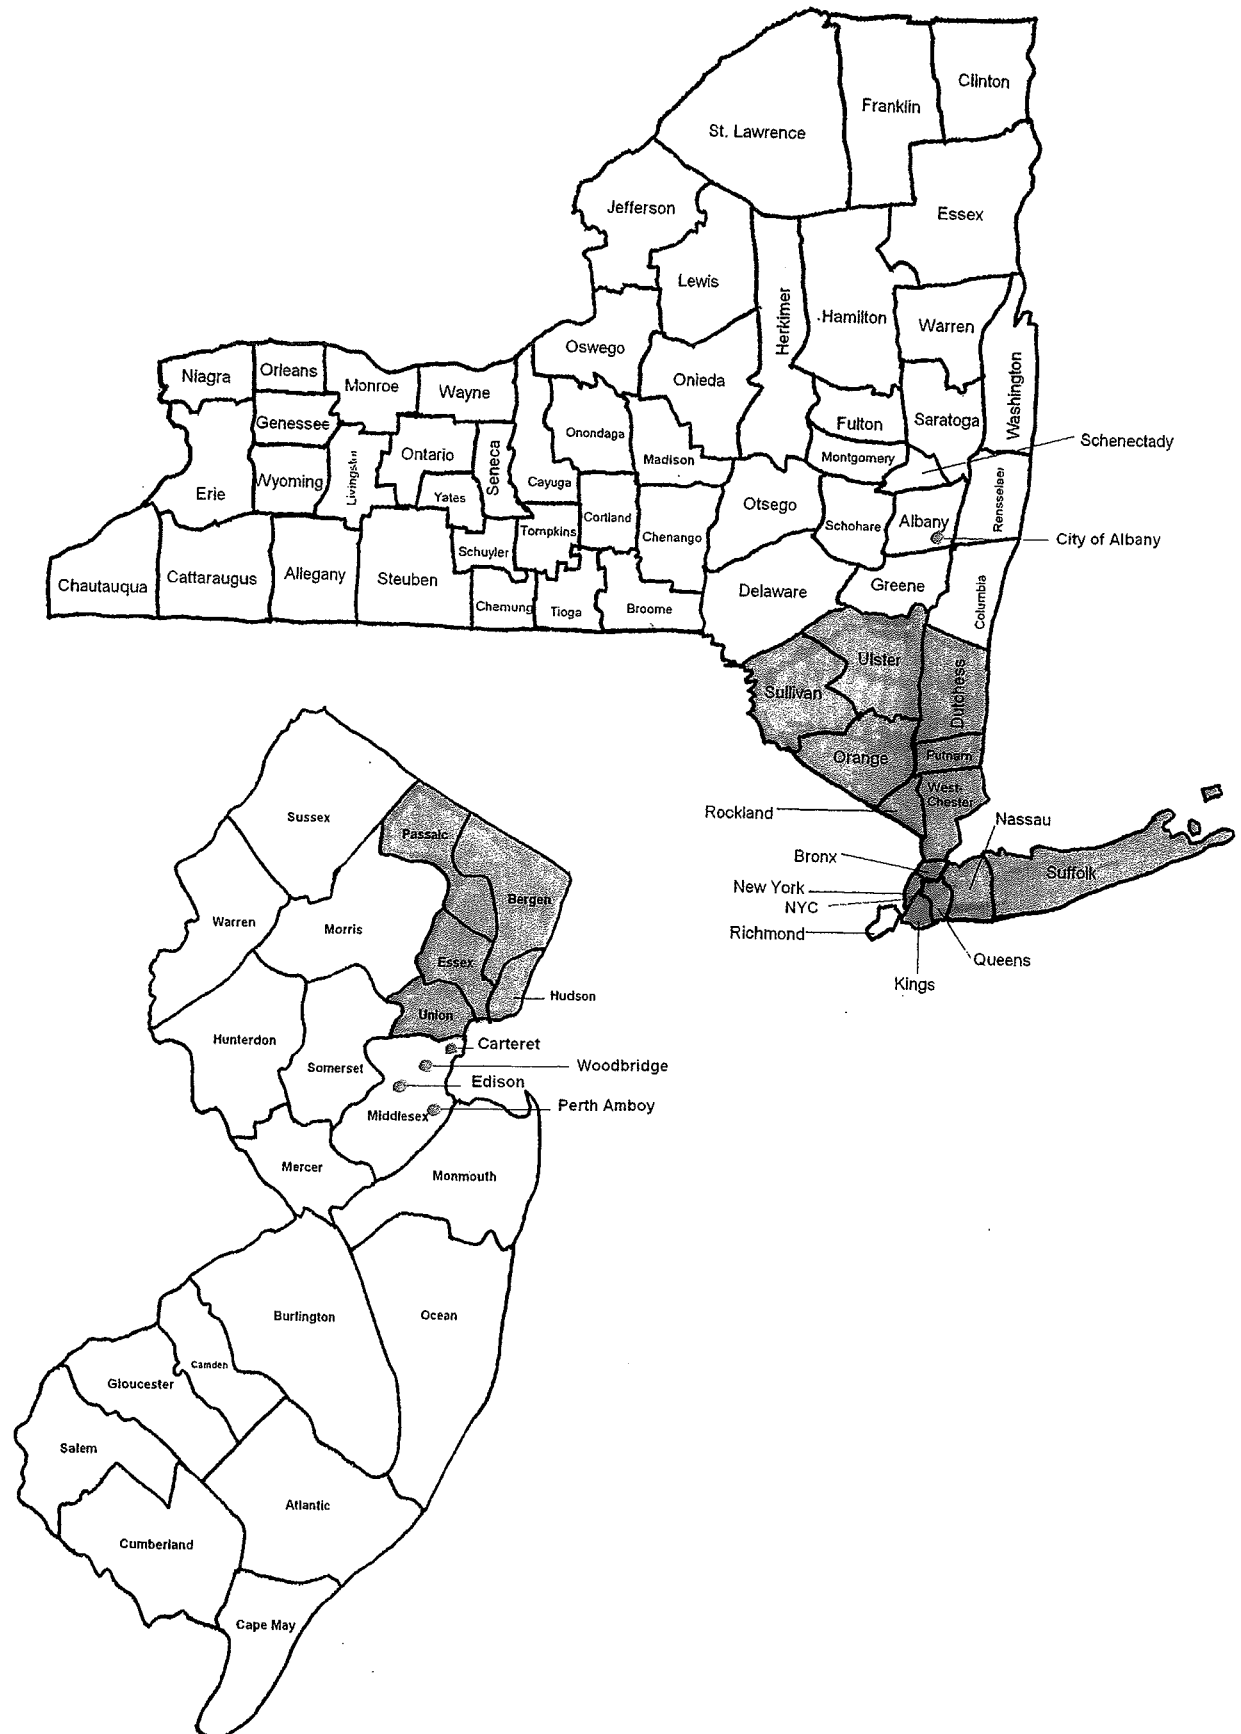 Clinton
Franklin
St. Lawrence
Jefferson
Essex
Lewis
Herkimer
Hamilton
Warren
Oswego
Washington
Orleans
Niagra
Monroe
Onieda
Wayne
Saratoga
Genessee
Fulton
Onondaga
Schenectady
Ontario
Montgomery
Madison
Seneca
Livingston
Wyoming
Cayuga
Erie
Yates
Rensselaer
Otsego
Cortland
Albany
Schohare
Tompkins
Chenango
City of Albany
Schuyler
Allegany
Cattaraugus
Steuben
Chautauqua
Greene
Delaware
Columbia
Chemung
Tioga
Broome
Ulster
Dutchess
Sullivan
Orange
Putnam
West-
Chester
Rockland
Nassau
Bronx
Suffolk
New York
NYC
Richmond
Queens
Kings
Sussex
Passaic
Bergen
Warren
Morris
Essex
Hudson
Union
Hunterdon
Carteret
Somerset
Woodbridge
Edison
Perth Amboy
Middlesex
Mercer
Monmouth
Burlington
Ocean
Camden
Gloucester
Salem
Atlantic
Cumberland
Cape May